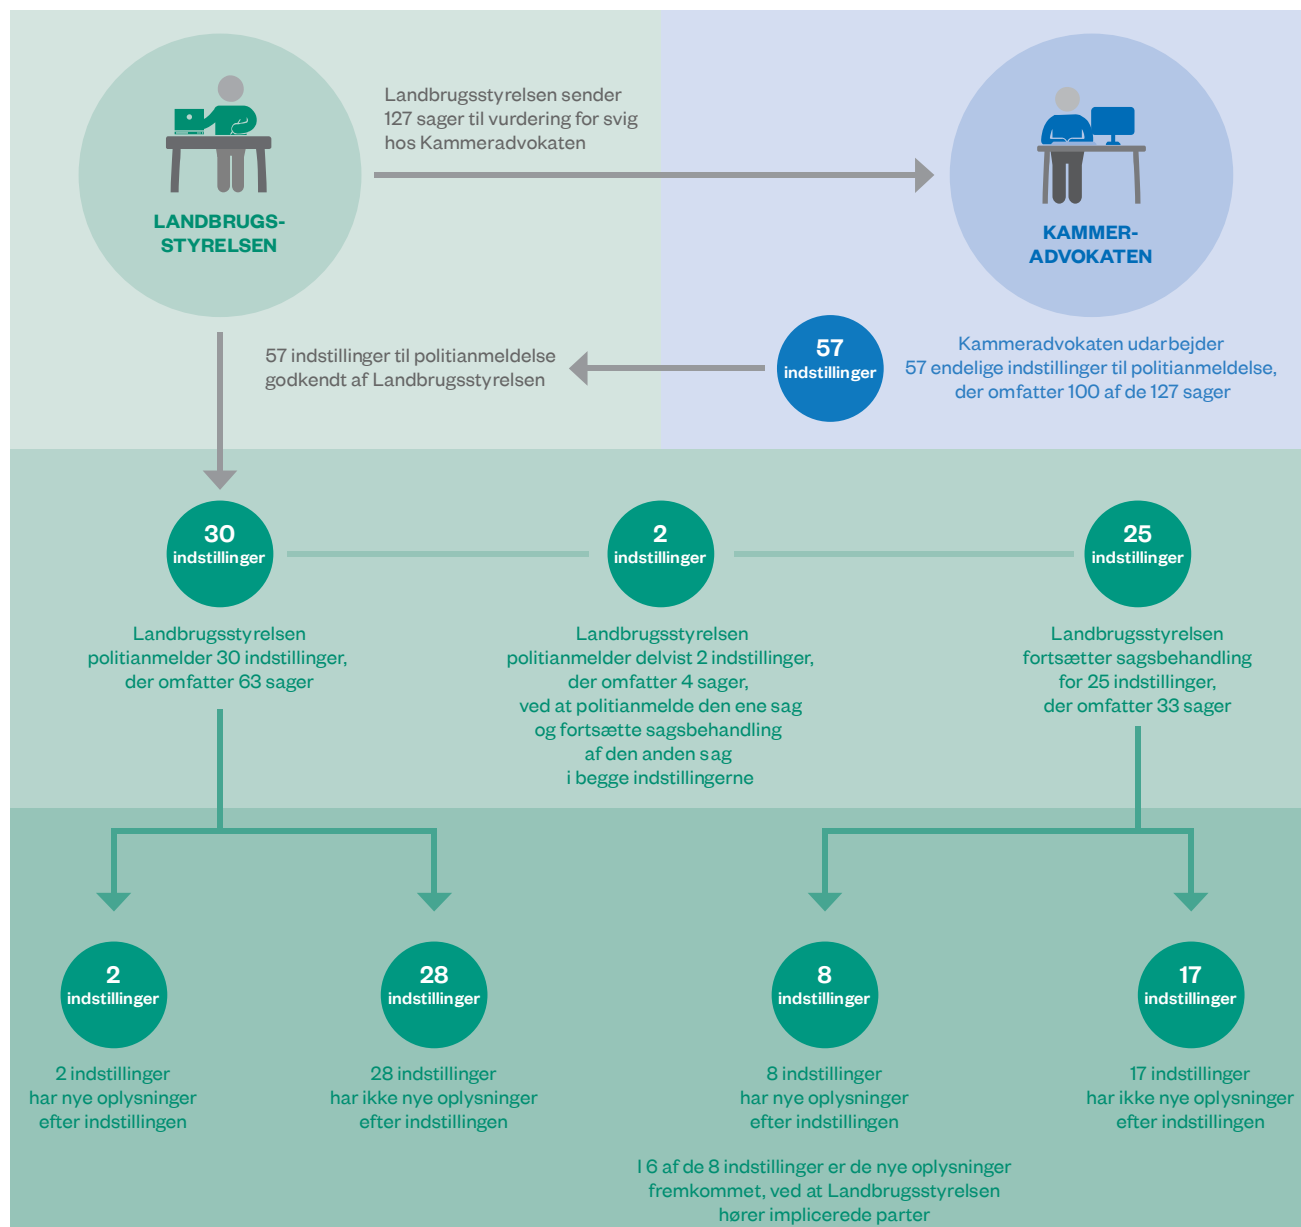 LANDBRUGS-
STYRELSEN
Landbrugsstyrelsen sender
127 sager til vurdering for svig
hos Kammeradvokaten
KAMMER-
ADVOKATEN
57 indstillinger til politianmeldelse
godkendt af Landbrugsstyrelsen
57
indstillinger
Kammeradvokaten udarbejder
57 endelige indstillinger til politianmeldelse,
der omfatter 100 af de 127 sager
30
indstillinger
Landbrugsstyrelsen
politianmelder 30 indstillinger,
der omfatter 63 sager
2
indstillinger
Landbrugsstyrelsen
politianmelder delvist 2 indstillinger,
der omfatter 4 sager,
ved at politianmelde den ene sag
og fortsætte sagsbehandling
af den anden sag
i begge indstillingerne
25
indstillinger
Landbrugsstyrelsen
fortsætter sagsbehandling
for 25 indstillinger,
der omfatter 33 sager
2
indstillinger
2 indstillinger
har nye oplysninger
efter indstillingen
28
indstillinger
28 indstillinger
har ikke nye oplysninger
efter indstillingen
8
indstillinger
8 indstillinger
har nye oplysninger
efter indstillingen
I 6 af de 8 indstillinger er de nye oplysninger
fremkommet, ved at Landbrugsstyrelsen
hører implicerede parter
17
indstillinger
17 indstillinger
har ikke nye oplysninger
efter indstillingen